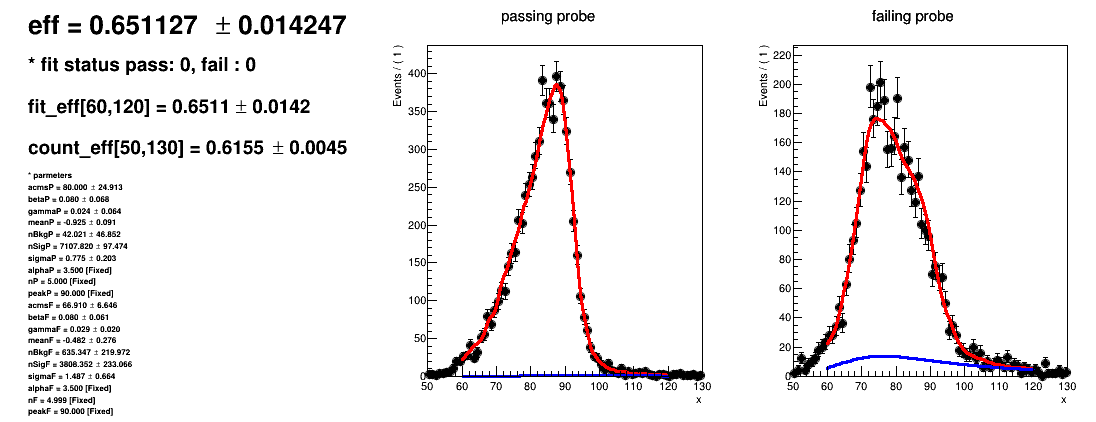 eff = 0.651127 ± 0.014247
* fit status pass: 0, fail : 0
fit_eff[60,120] = 0.6511 ± 0.0142
count_eff[50,130] = 0.6155 ± 0.0045
* parmeters
acmsP = 80.000 ± 24.913
betaP = 0.080 ± 0.068
gammaP = 0.024 ± 0.064
meanP = -0.925 ± 0.091
nBkgP = 42.021 ± 46.852
nSigP = 7107.820 ± 97.474
sigmaP = 0.775 ± 0.203
alphaP = 3.500 [Fixed]
nP = 5.000 [Fixed]
peakP = 90.000 [Fixed]
acmsF = 66.910 ± 6.646
betaF = 0.080 ± 0.061
gammaF = 0.029 ± 0.020
meanF = -0.482 ± 0.276
nBkgF = 635.347 ± 219.972
nSigF = 3808.352 ± 233.066
sigmaF = 1.487 ± 0.664
alphaF = 3.500 [Fixed]
nF = 4.999 [Fixed]
peakF = 90.000 [Fixed]
passing probe
Events / ( 1 )
400
350
300
250
200
150
100
50
0
50 60 70 80 90 100 110 120 130
x
failing probe
Events / ( 1 )
220
200
180
160
140
120
100
80
60
40
20
0
50 60 70 80 90 100 110 120 130
x